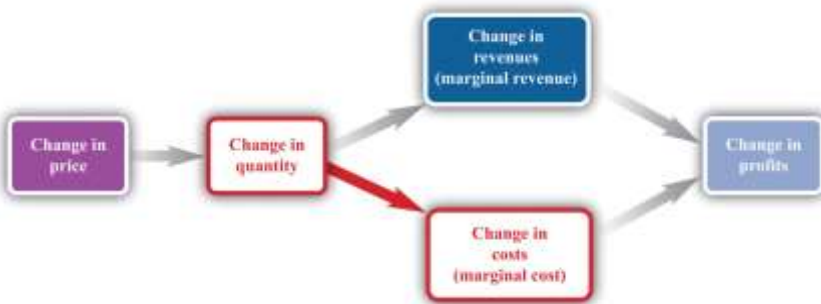 Change in
price
Change in
quantity
Change in
revenues
(marginal revenue)
Change in
costs
(marginal cost)
Change in
profits